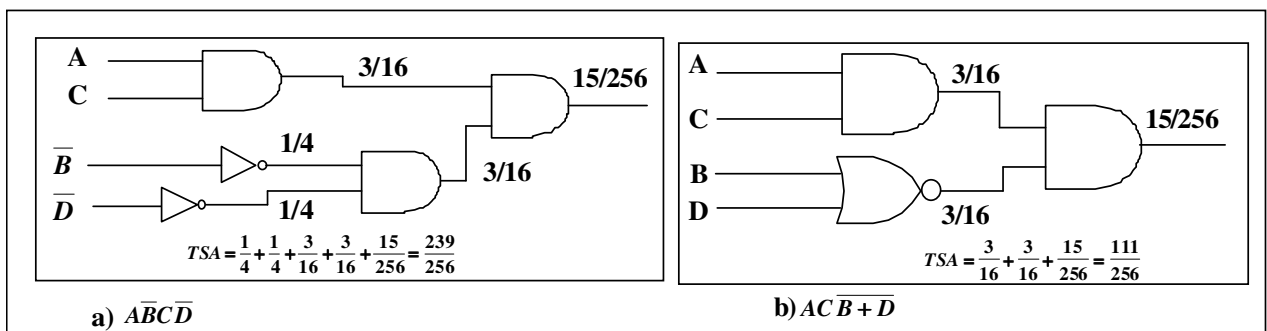 A
C
3/16
15/256
B̅
1/4
3/16
D̅
1/4
TSA = 1/4 + 1/4 + 3/16 + 3/16 + 15/256 = 239/256
a) AB̅CD̅
A
C
3/16
15/256
B
D
3/16
TSA = 3/16 + 3/16 + 15/256 = 111/256
b) AC \overline{B + D}